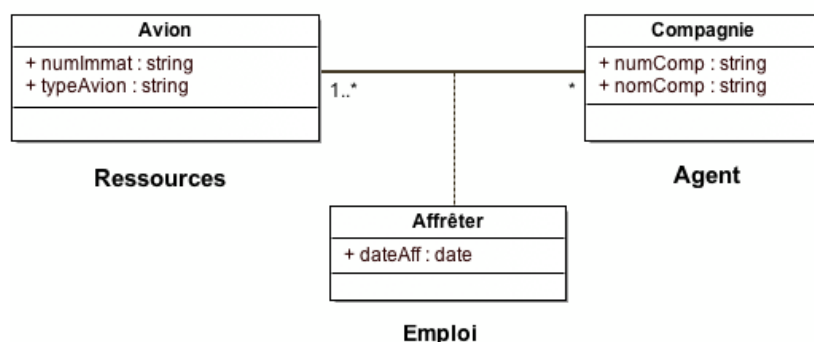 Avion
+ numImmat : string
+ typeAvion : string
Ressources
1..*
*
Compagnie
+ numComp : string
+ nomComp : string
Agent
Affrêter
+ dateAff : date
Emploi